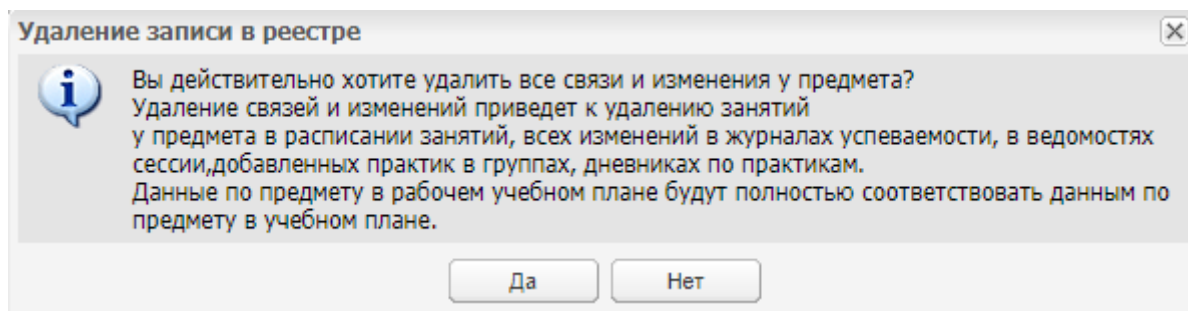 Удаление записи в реестре
Вы действительно хотите удалить все связи и изменения у предмета?
Удаление связей и изменений приведет к удалению занятий
у предмета в расписании занятий, всех изменений в журналах успеваемости, в ведомостях
сессии,добавленных практик в группах, дневниках по практикам.
Данные по предмету в рабочем учебном плане будут полностью соответствовать данным по
предмету в учебном плане.
Да Нет